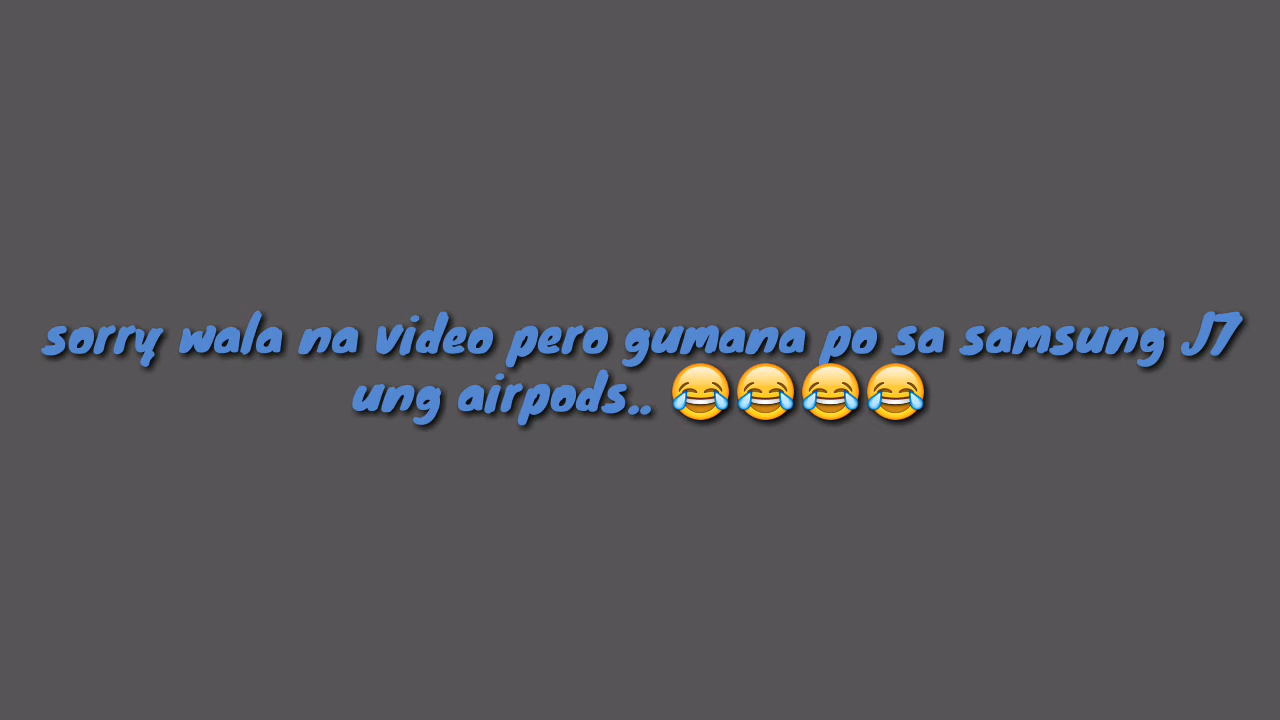 sorry wala na video pero gumana po sa samsung J7
ung airpods.. 😂😂😂😂